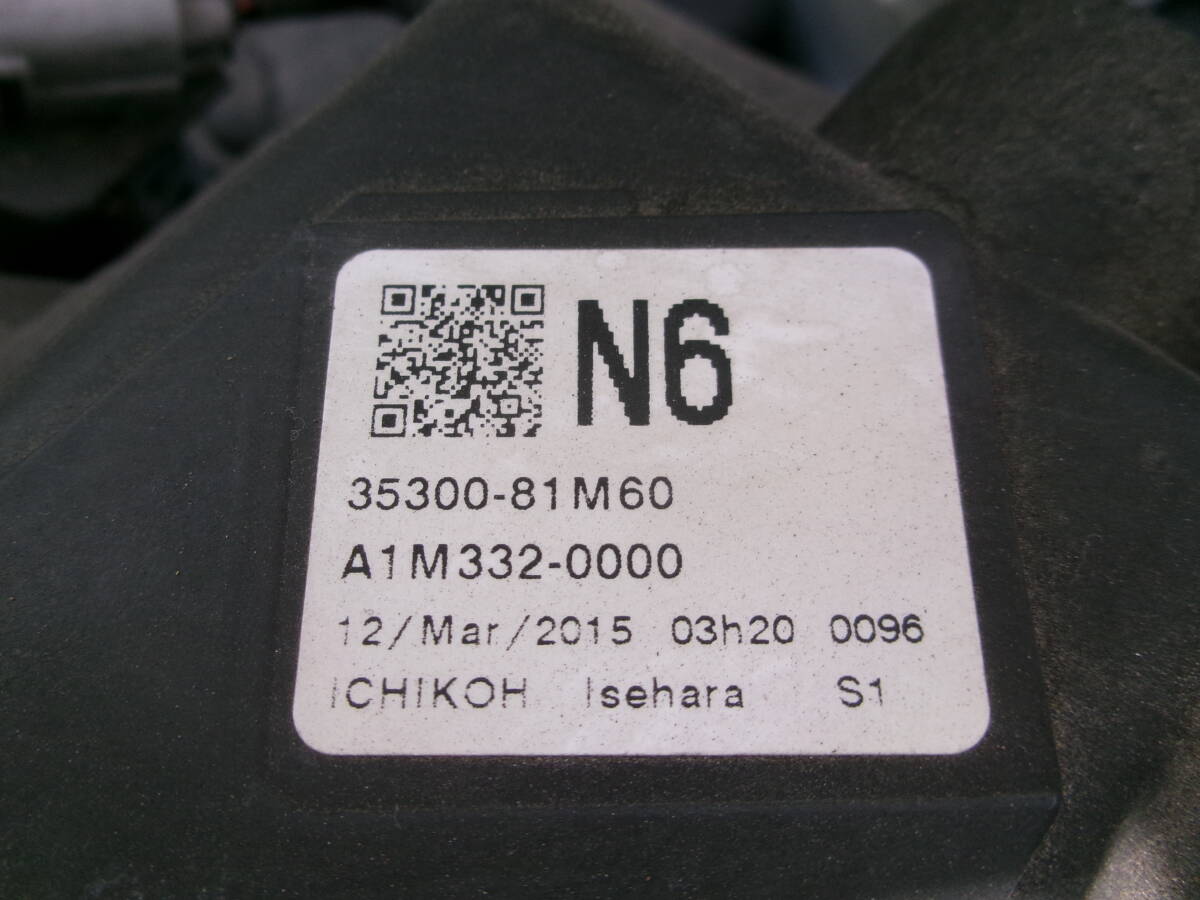 N6
35300-81M60
A1M332-0000
12/Mar/2015 03h20 0096
ICHIKOH Isehara S1